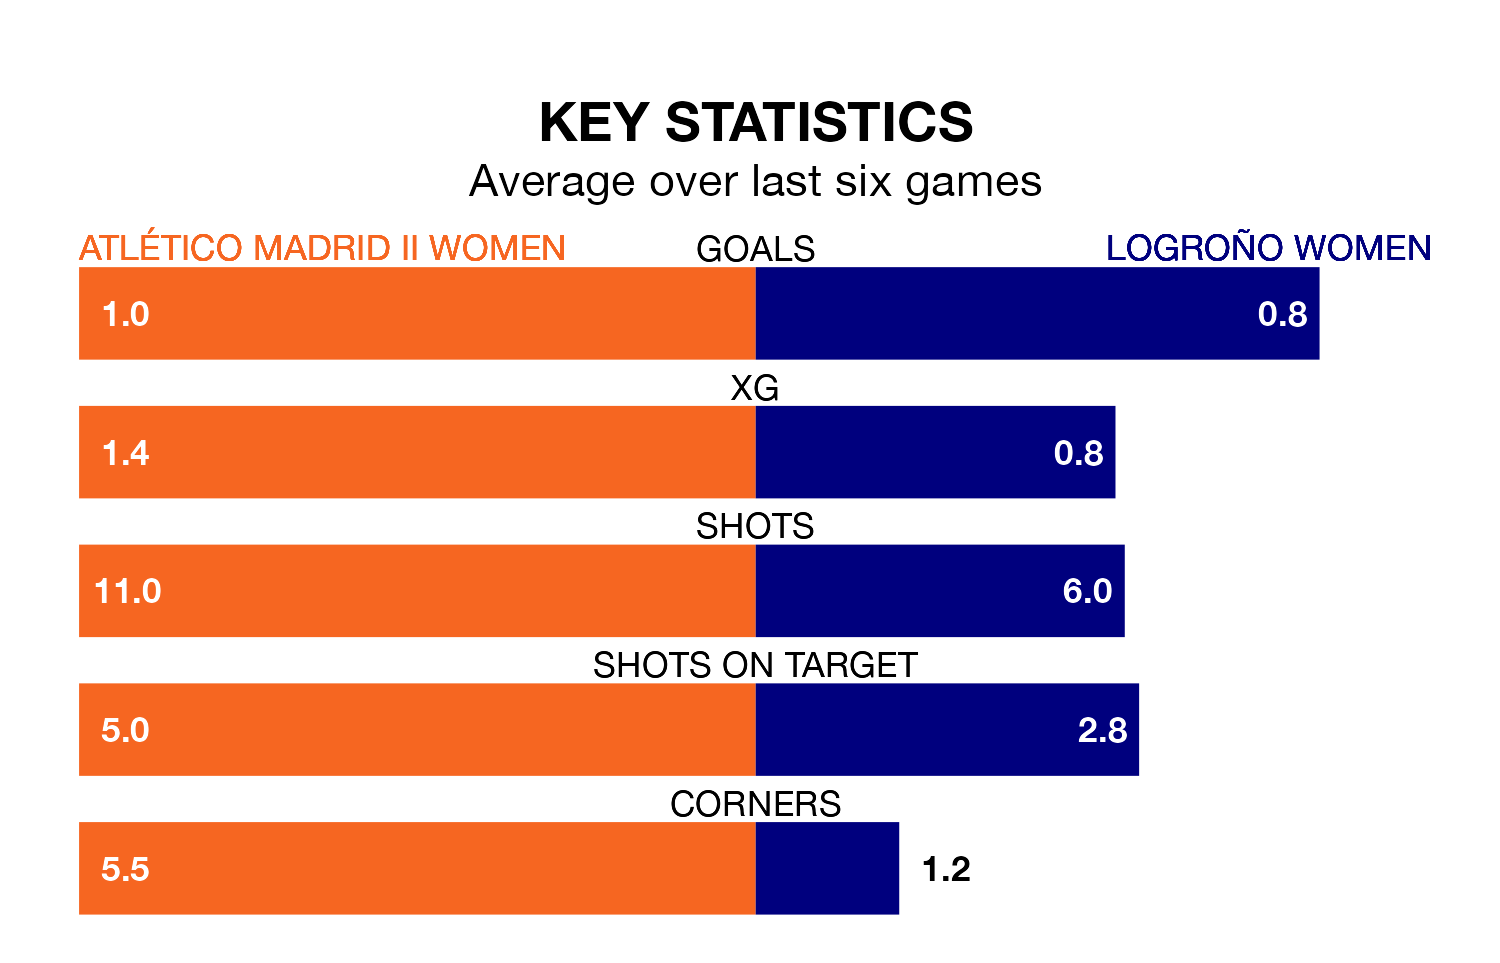 KEY STATISTICS
Average over last six games
ATLÉTICO MADRID II WOMEN GOALS LOGROÑO WOMEN
1.0 0.8
XG
1.4 0.8
SHOTS
11.0 6.0
SHOTS ON TARGET
5.0 2.8
CORNERS
5.5 1.2